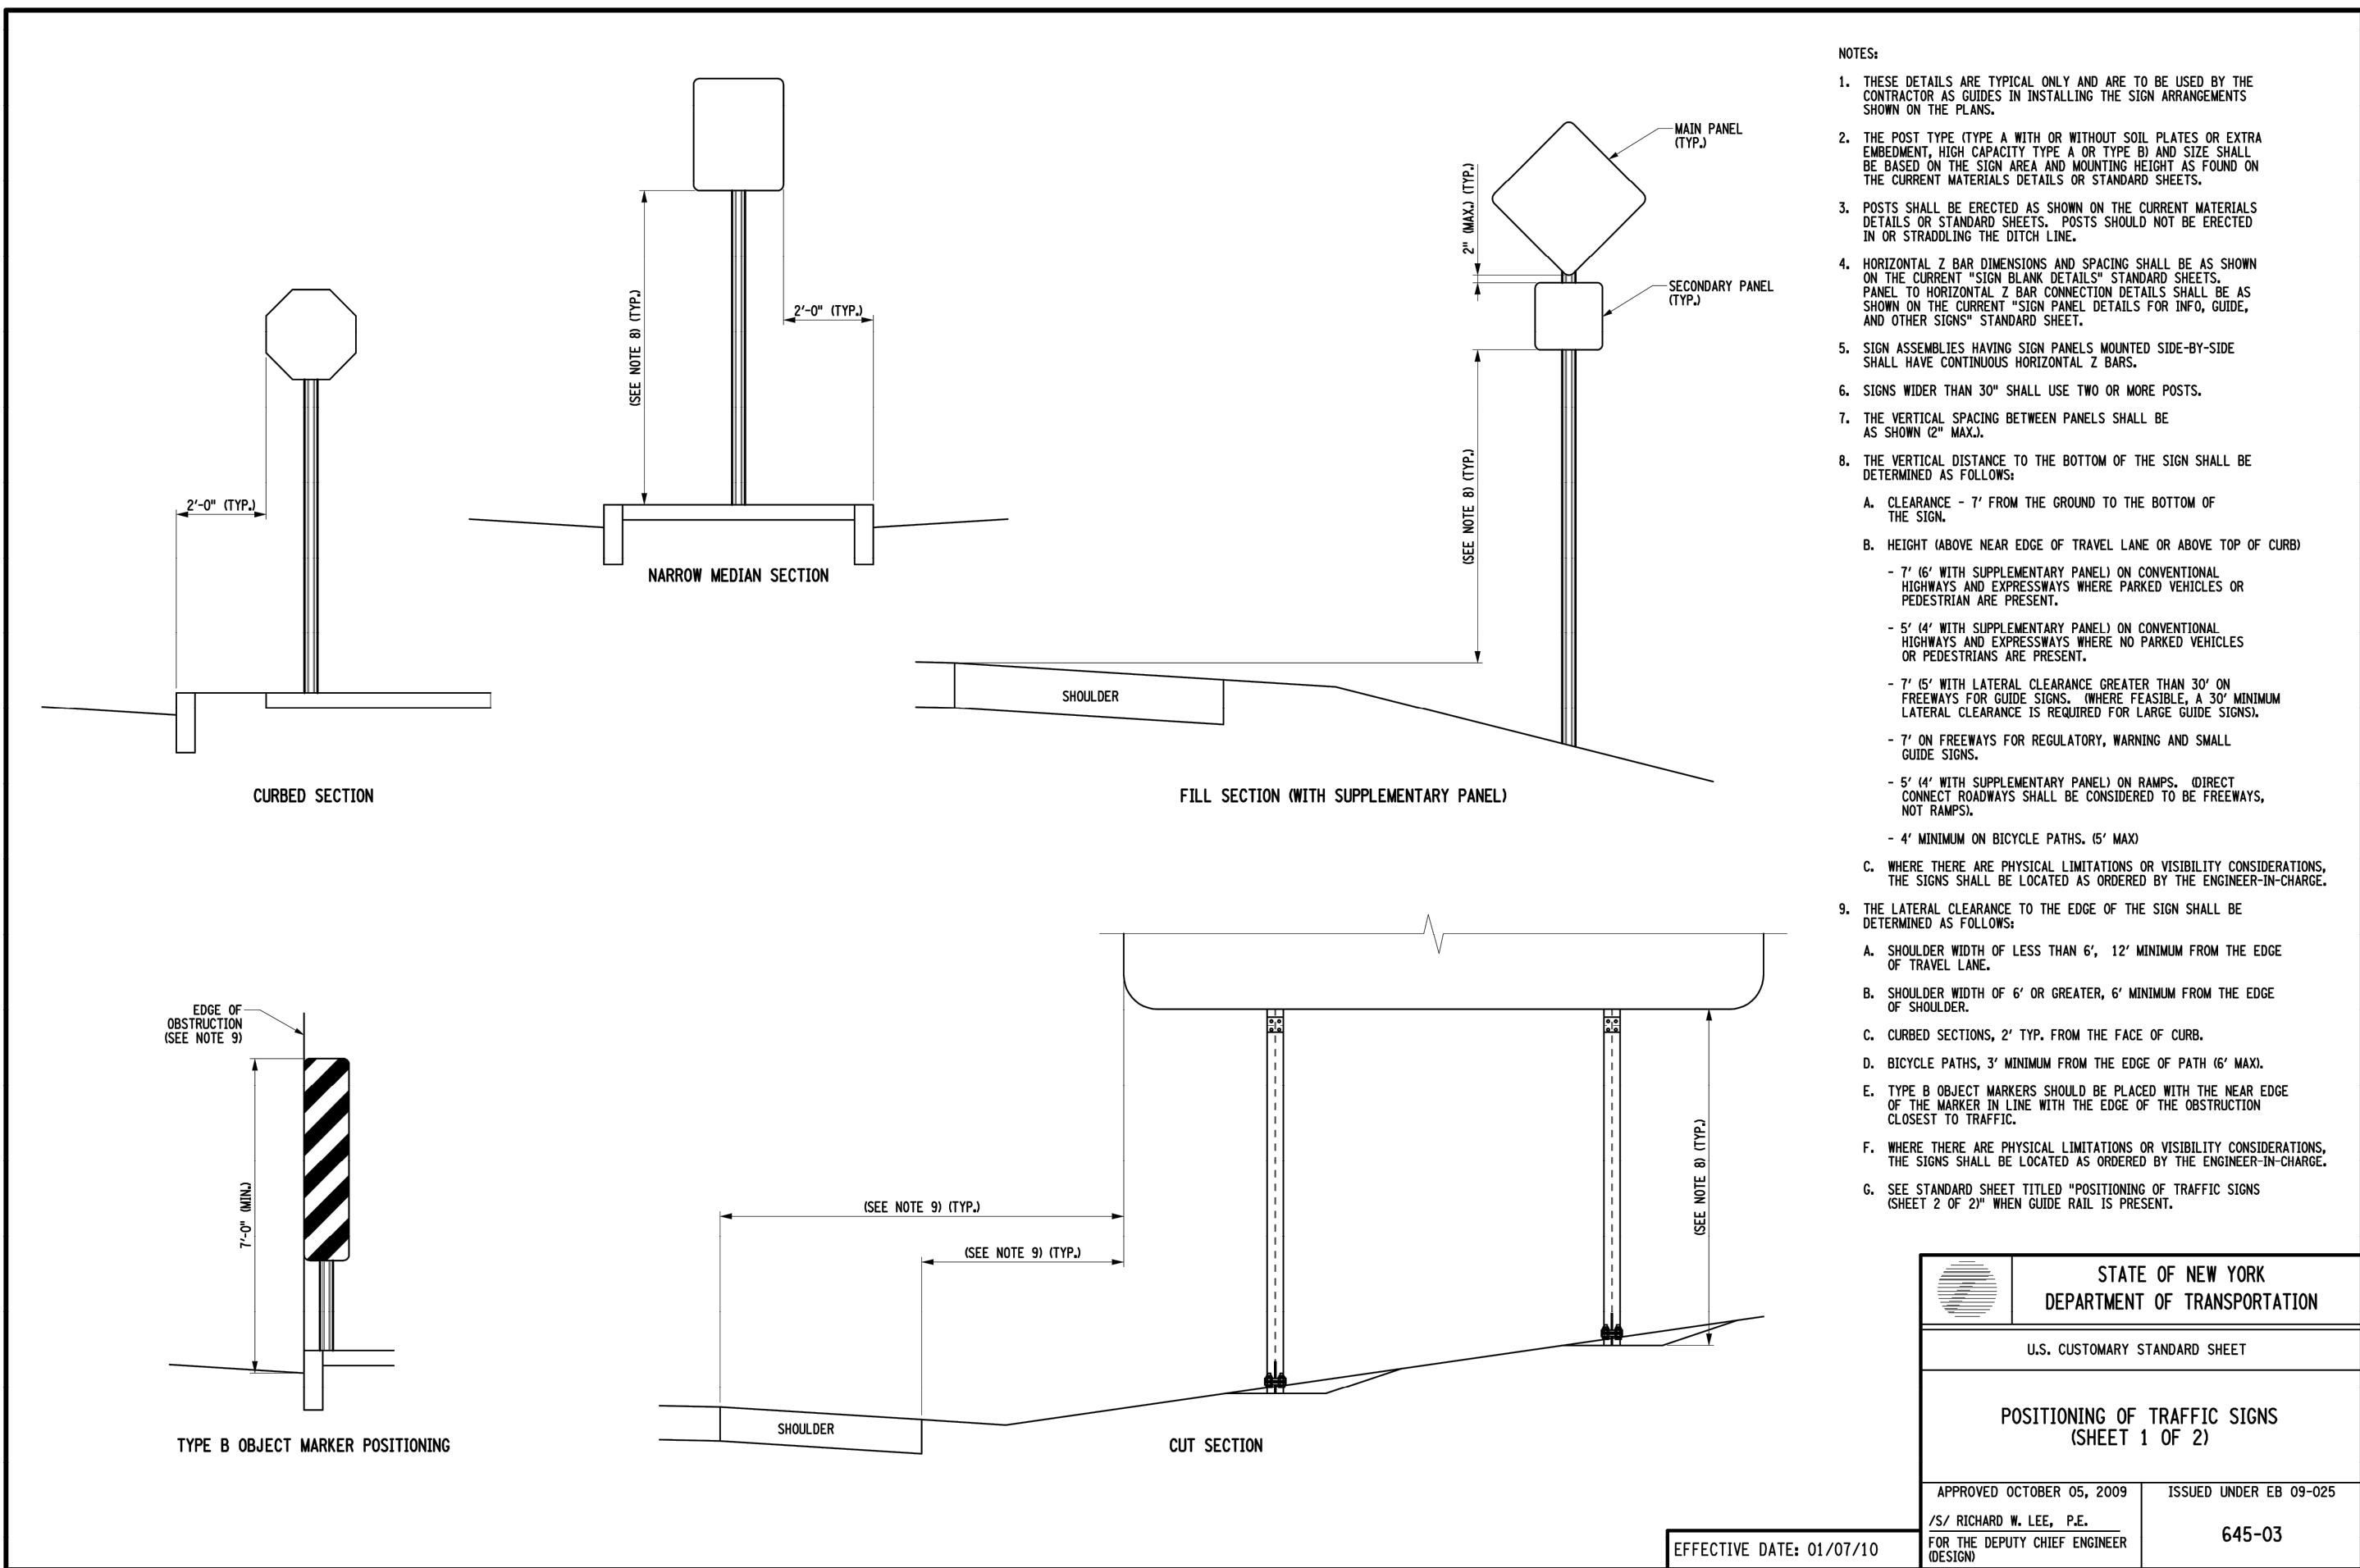 NOTES:
1. THESE DETAILS ARE TYPICAL ONLY AND ARE TO BE USED BY THE
CONTRACTOR AS GUIDES IN INSTALLING THE SIGN ARRANGEMENTS
SHOWN ON THE PLANS.
2. THE POST TYPE (TYPE A WITH OR WITHOUT SOIL PLATES OR EXTRA
EMBEDMENT, HIGH CAPACITY TYPE A OR TYPE B) AND SIZE SHALL
BE BASED ON THE SIGN AREA AND MOUNTING HEIGHT AS FOUND ON
THE CURRENT MATERIALS DETAILS OR STANDARD SHEETS.
3. POSTS SHALL BE ERECTED AS SHOWN ON THE CURRENT MATERIALS
DETAILS OR STANDARD SHEETS. POSTS SHOULD NOT BE ERECTED
IN OR STRADDLING THE DITCH LINE.
4. HORIZONTAL Z BAR DIMENSIONS AND SPACING SHALL BE AS SHOWN
ON THE CURRENT "SIGN BLANK DETAILS" STANDARD SHEETS.
PANEL TO HORIZONTAL Z BAR CONNECTION DETAILS SHALL BE AS
SHOWN ON THE CURRENT "SIGN PANEL DETAILS FOR INFO, GUIDE,
AND OTHER SIGNS" STANDARD SHEET.
5. SIGN ASSEMBLIES HAVING SIGN PANELS MOUNTED SIDE-BY-SIDE
SHALL HAVE CONTINUOUS HORIZONTAL Z BARS.
6. SIGNS WIDER THAN 30" SHALL USE TWO OR MORE POSTS.
7. THE VERTICAL SPACING BETWEEN PANELS SHALL BE
AS SHOWN (2" MAX.).
8. THE VERTICAL DISTANCE TO THE BOTTOM OF THE SIGN SHALL BE
DETERMINED AS FOLLOWS:
A. CLEARANCE - 7' FROM THE GROUND TO THE BOTTOM OF
THE SIGN.
B. HEIGHT (ABOVE NEAR EDGE OF TRAVEL LANE OR ABOVE TOP OF CURB)
- 7' (6' WITH SUPPLEMENTARY PANEL) ON CONVENTIONAL
HIGHWAYS AND EXPRESSWAYS WHERE PARKED VEHICLES OR
PEDESTRIAN ARE PRESENT.
- 5' (4' WITH SUPPLEMENTARY PANEL) ON CONVENTIONAL
HIGHWAYS AND EXPRESSWAYS WHERE NO PARKED VEHICLES
OR PEDESTRIANS ARE PRESENT.
- 7' (5' WITH LATERAL CLEARANCE GREATER THAN 30' ON
FREEWAYS FOR GUIDE SIGNS. (WHERE FEASIBLE, A 30' MINIMUM
LATERAL CLEARANCE IS REQUIRED FOR LARGE GUIDE SIGNS).
- 7' ON FREEWAYS FOR REGULATORY, WARNING AND SMALL
GUIDE SIGNS.
- 5' (4' WITH SUPPLEMENTARY PANEL) ON RAMPS. (DIRECT
CONNECT ROADWAYS SHALL BE CONSIDERED TO BE FREEWAYS,
NOT RAMPS).
- 4' MINIMUM ON BICYCLE PATHS. (5' MAX)
C. WHERE THERE ARE PHYSICAL LIMITATIONS OR VISIBILITY CONSIDERATIONS,
THE SIGNS SHALL BE LOCATED AS ORDERED BY THE ENGINEER-IN-CHARGE.
9. THE LATERAL CLEARANCE TO THE EDGE OF THE SIGN SHALL BE
DETERMINED AS FOLLOWS:
A. SHOULDER WIDTH OF LESS THAN 6', 12' MINIMUM FROM THE EDGE
OF TRAVEL LANE.
B. SHOULDER WIDTH OF 6' OR GREATER, 6' MINIMUM FROM THE EDGE
OF SHOULDER.
C. CURBED SECTIONS, 2' TYP. FROM THE FACE OF CURB.
D. BICYCLE PATHS, 3' MINIMUM FROM THE EDGE OF PATH (6' MAX).
E. TYPE B OBJECT MARKERS SHOULD BE PLACED WITH THE NEAR EDGE
OF THE MARKER IN LINE WITH THE EDGE OF THE OBSTRUCTION
CLOSEST TO TRAFFIC.
F. WHERE THERE ARE PHYSICAL LIMITATIONS OR VISIBILITY CONSIDERATIONS,
THE SIGNS SHALL BE LOCATED AS ORDERED BY THE ENGINEER-IN-CHARGE.
G. SEE STANDARD SHEET TITLED "POSITIONING OF TRAFFIC SIGNS
(SHEET 2 OF 2)" WHEN GUIDE RAIL IS PRESENT.
2'-0" (TYP.)
CURBED SECTION
(SEE NOTE 8) (TYP.)
2'-0" (TYP.)
NARROW MEDIAN SECTION
MAIN PANEL
(TYP.)
2" (MAX.) (TYP.)
SECONDARY PANEL
(TYP.)
(SEE NOTE 8) (TYP.)
SHOULDER
FILL SECTION (WITH SUPPLEMENTARY PANEL)
EDGE OF
OBSTRUCTION
(SEE NOTE 9)
7'-0" (MIN.)
TYPE B OBJECT MARKER POSITIONING
(SEE NOTE 9) (TYP.)
(SEE NOTE 9) (TYP.)
(SEE NOTE 8) (TYP.)
SHOULDER
CUT SECTION
STATE OF NEW YORK
DEPARTMENT OF TRANSPORTATION
U.S. CUSTOMARY STANDARD SHEET
POSITIONING OF TRAFFIC SIGNS
(SHEET 1 OF 2)
APPROVED OCTOBER 05, 2009
/S/ RICHARD W. LEE, P.E.
FOR THE DEPUTY CHIEF ENGINEER
(DESIGN)
ISSUED UNDER EB 09-025
645-03
EFFECTIVE DATE: 01/07/10